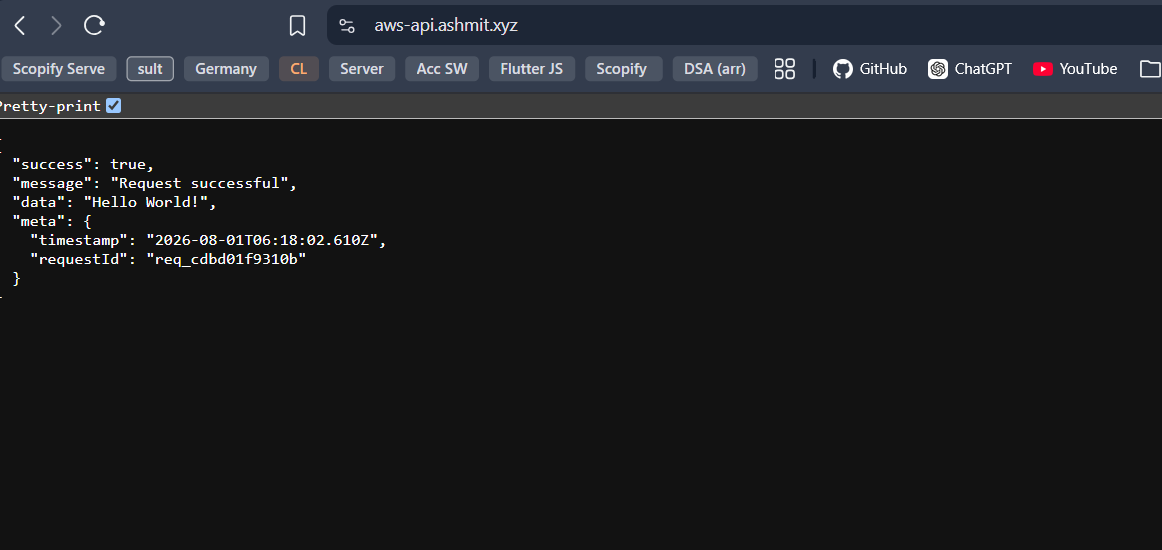 aws-api.ashmit.xyz
Scopify Serve sult Germany CL Server Acc SW Flutter JS Scopify DSA (arr) GitHub ChatGPT YouTube
Pretty-print
"success": true,
"message": "Request successful",
"data": "Hello World!",
"meta": {
"timestamp": "2026-08-01T06:18:02.610Z",
"requestId": "req_cdbd01f9310b"
}